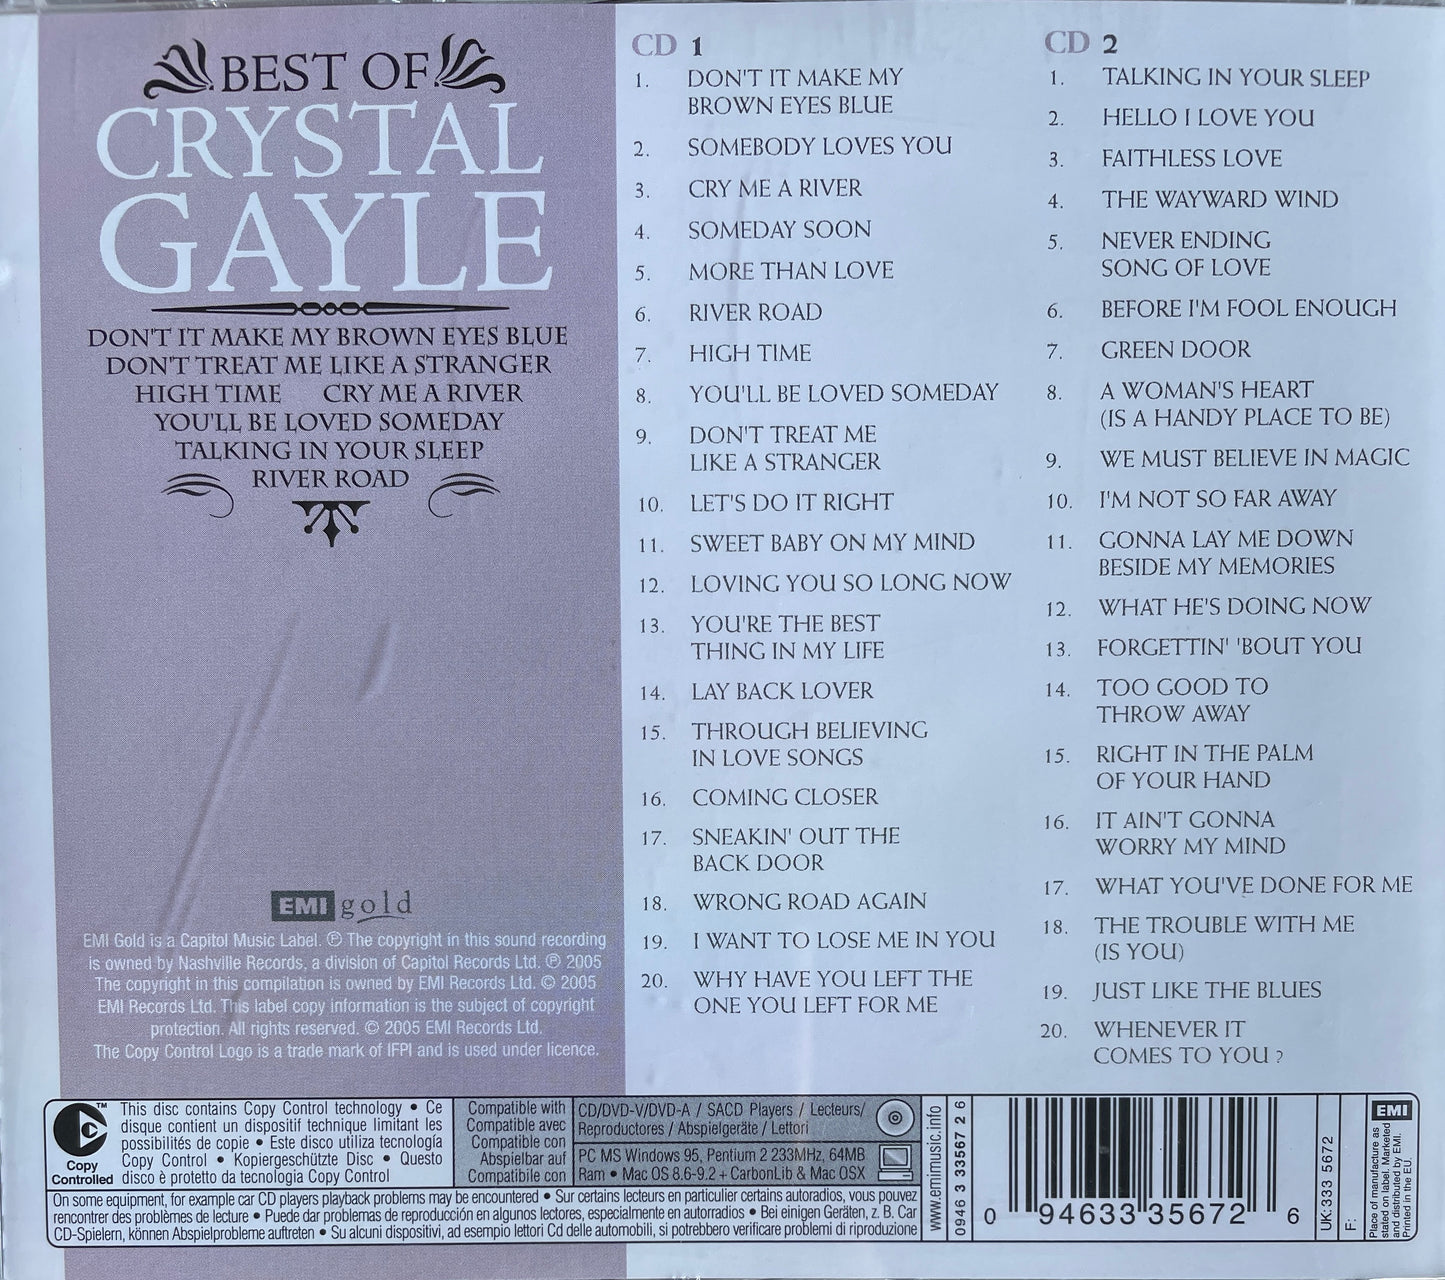 BEST OF
CRYSTAL
GAYLE
DON'T IT MAKE MY BROWN EYES BLUE
DON'T TREAT ME LIKE A STRANGER
HIGH TIME CRY ME A RIVER
YOU'LL BE LOVED SOMEDAY
TALKING IN YOUR SLEEP
RIVER ROAD
EMI gold
EMI Gold is a Capitol Music Label. ℗ The copyright in this sound recording
is owned by Nashville Records, a division of Capitol Records Ltd. ℗ 2005
The copyright in this compilation is owned by EMI Records Ltd. © 2005
EMI Records Ltd. This label copy information is the subject of copyright
protection. All rights reserved. © 2005 EMI Records Ltd.
The Copy Control Logo is a trade mark of IFPI and is used under licence.
CD 1
1. DON'T IT MAKE MY
BROWN EYES BLUE
2. SOMEBODY LOVES YOU
3. CRY ME A RIVER
4. SOMEDAY SOON
5. MORE THAN LOVE
6. RIVER ROAD
7. HIGH TIME
8. YOU'LL BE LOVED SOMEDAY
9. DON'T TREAT ME
LIKE A STRANGER
10. LET'S DO IT RIGHT
11. SWEET BABY ON MY MIND
12. LOVING YOU SO LONG NOW
13. YOU'RE THE BEST
THING IN MY LIFE
14. LAY BACK LOVER
15. THROUGH BELIEVING
IN LOVE SONGS
16. COMING CLOSER
17. SNEAKIN' OUT THE
BACK DOOR
18. WRONG ROAD AGAIN
19. I WANT TO LOSE ME IN YOU
20. WHY HAVE YOU LEFT THE
ONE YOU LEFT FOR ME
CD 2
1. TALKING IN YOUR SLEEP
2. HELLO I LOVE YOU
3. FAITHLESS LOVE
4. THE WAYWARD WIND
5. NEVER ENDING
SONG OF LOVE
6. BEFORE I'M FOOL ENOUGH
7. GREEN DOOR
8. A WOMAN'S HEART
(IS A HANDY PLACE TO BE)
9. WE MUST BELIEVE IN MAGIC
10. I'M NOT SO FAR AWAY
11. GONNA LAY ME DOWN
BESIDE MY MEMORIES
12. WHAT HE'S DOING NOW
13. FORGETTIN' 'BOUT YOU
14. TOO GOOD TO
THROW AWAY
15. RIGHT IN THE PALM
OF YOUR HAND
16. IT AIN'T GONNA
WORRY MY MIND
17. WHAT YOU'VE DONE FOR ME
18. THE TROUBLE WITH ME
(IS YOU)
19. JUST LIKE THE BLUES
20. WHENEVER IT
COMES TO YOU ?
TM
Copy
Controlled
This disc contains Copy Control technology • Ce
disque contient un dispositif technique limitant les
possibilités de copie • Este disco utiliza tecnología
Copy Control • Kopiergeschützte Disc • Questo
disco è protetto da tecnologia Copy Control
Compatible with
Compatible avec
Compatible con
Abspielbar auf
Compatibile con
CD/DVD-V/DVD-A / SACD Players / Lecteurs/
Reproductores / Abspielgeräte / Lettori
PC MS Windows 95, Pentium 2 233MHz, 64MB
Ram • Mac OS 8.6-9.2 + CarbonLib & Mac OSX
On some equipment, for example car CD players playback problems may be encountered • Sur certains lecteurs en particulier certains autoradios, vous pouvez
rencontrer des problèmes de lecture • Puede dar problemas de reproducción en algunos lectores, especialmente en autorradios • Bei einigen Geräten, z. B. Car
CD-Spielern, können Abspielprobleme auftreten • Su alcuni dispositivi, ad esempio lettori Cd delle automobili, si potrebbero verificare problemi di riproduzione
www.emimusic.info
0946 3 33567 2 6
0 94633 35672 6
UK:333 5672
F:
EMI
Place of manufacture as
stated on label. Marketed
and distributed by EMI.
Printed in the EU.